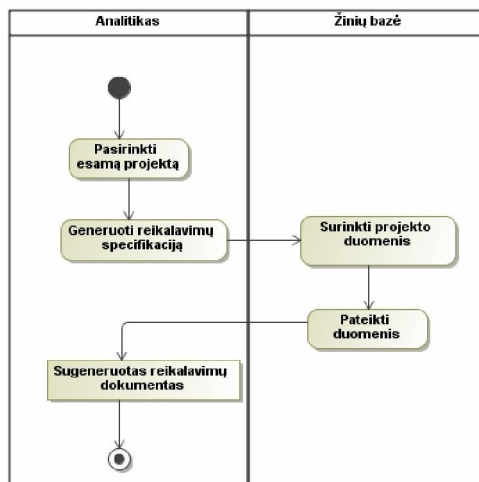 Analitikas
Žinių bazė
Pasirinkti
esamą projektą
Generuoti reikalavimų
specifikaciją
Surinkti projekto
duomenis
Pateikti
duomenis
Sugeneruotas reikalavimų
dokumentas